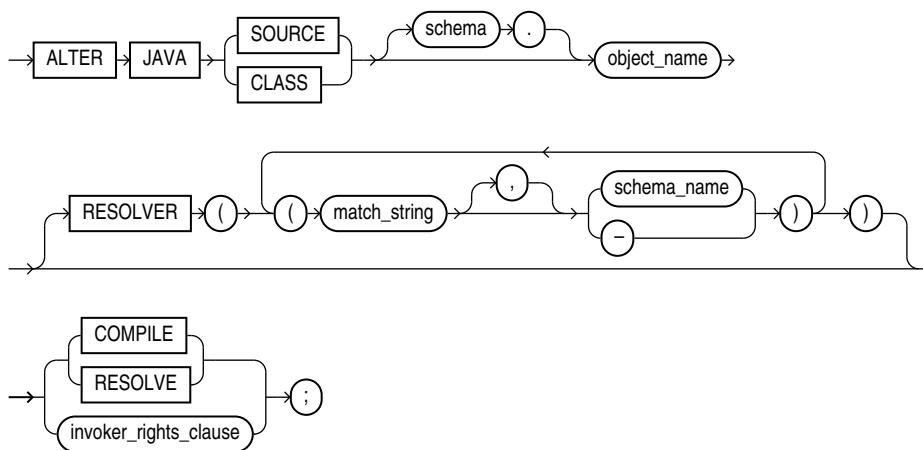 SOURCE schema .
ALTER JAVA object_name
CLASS
, schema_name
RESOLVER ( ( match_string ) )
–
COMPILE
RESOLVE ;
invoker_rights_clause